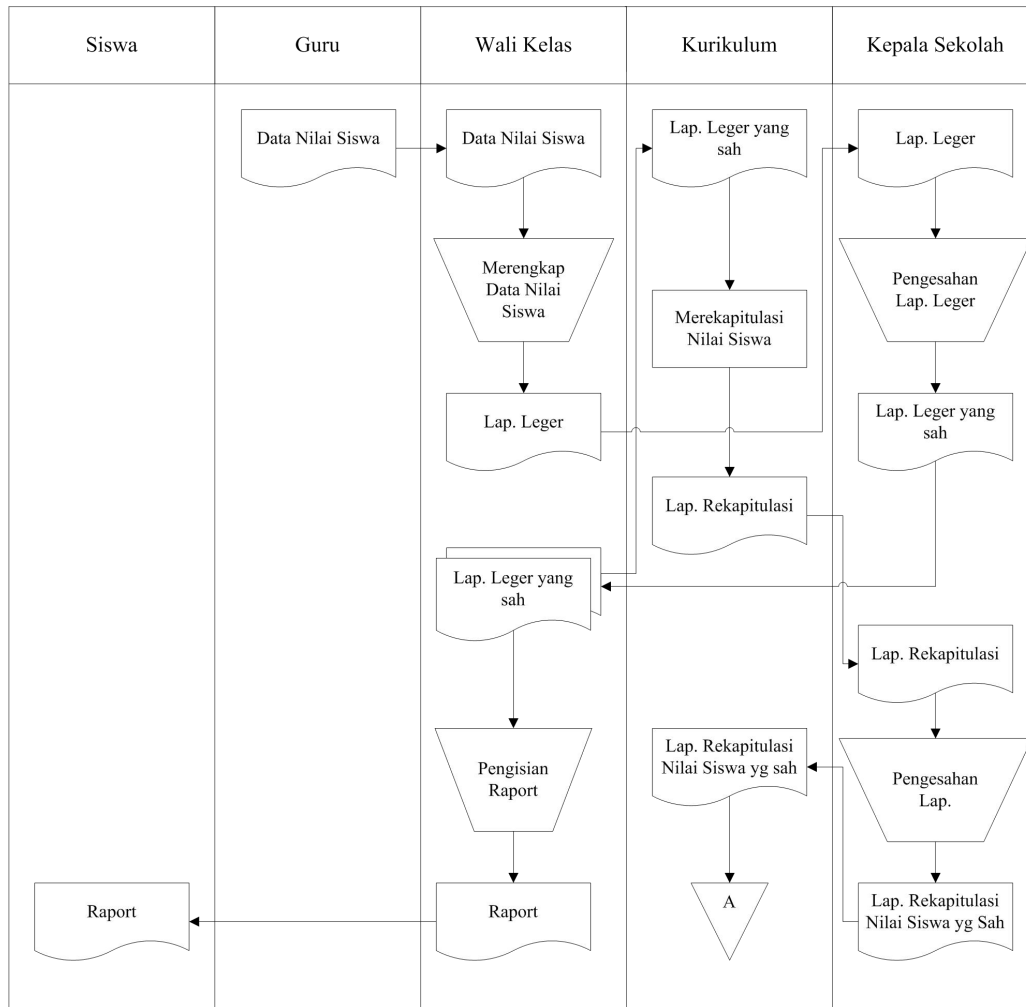 Siswa
Guru
Wali Kelas
Kurikulum
Kepala Sekolah
Data Nilai Siswa
Data Nilai Siswa
Lap. Leger yang
sah
Lap. Leger
Merengkap
Data Nilai
Siswa
Merekapitulasi
Nilai Siswa
Pengesahan
Lap. Leger
Lap. Leger
Lap. Leger yang
sah
Lap. Rekapitulasi
Lap. Leger yang
sah
Lap. Rekapitulasi
Pengisian
Raport
Lap. Rekapitulasi
Nilai Siswa yg sah
Pengesahan
Lap.
Raport
Raport
A
Lap. Rekapitulasi
Nilai Siswa yg Sah